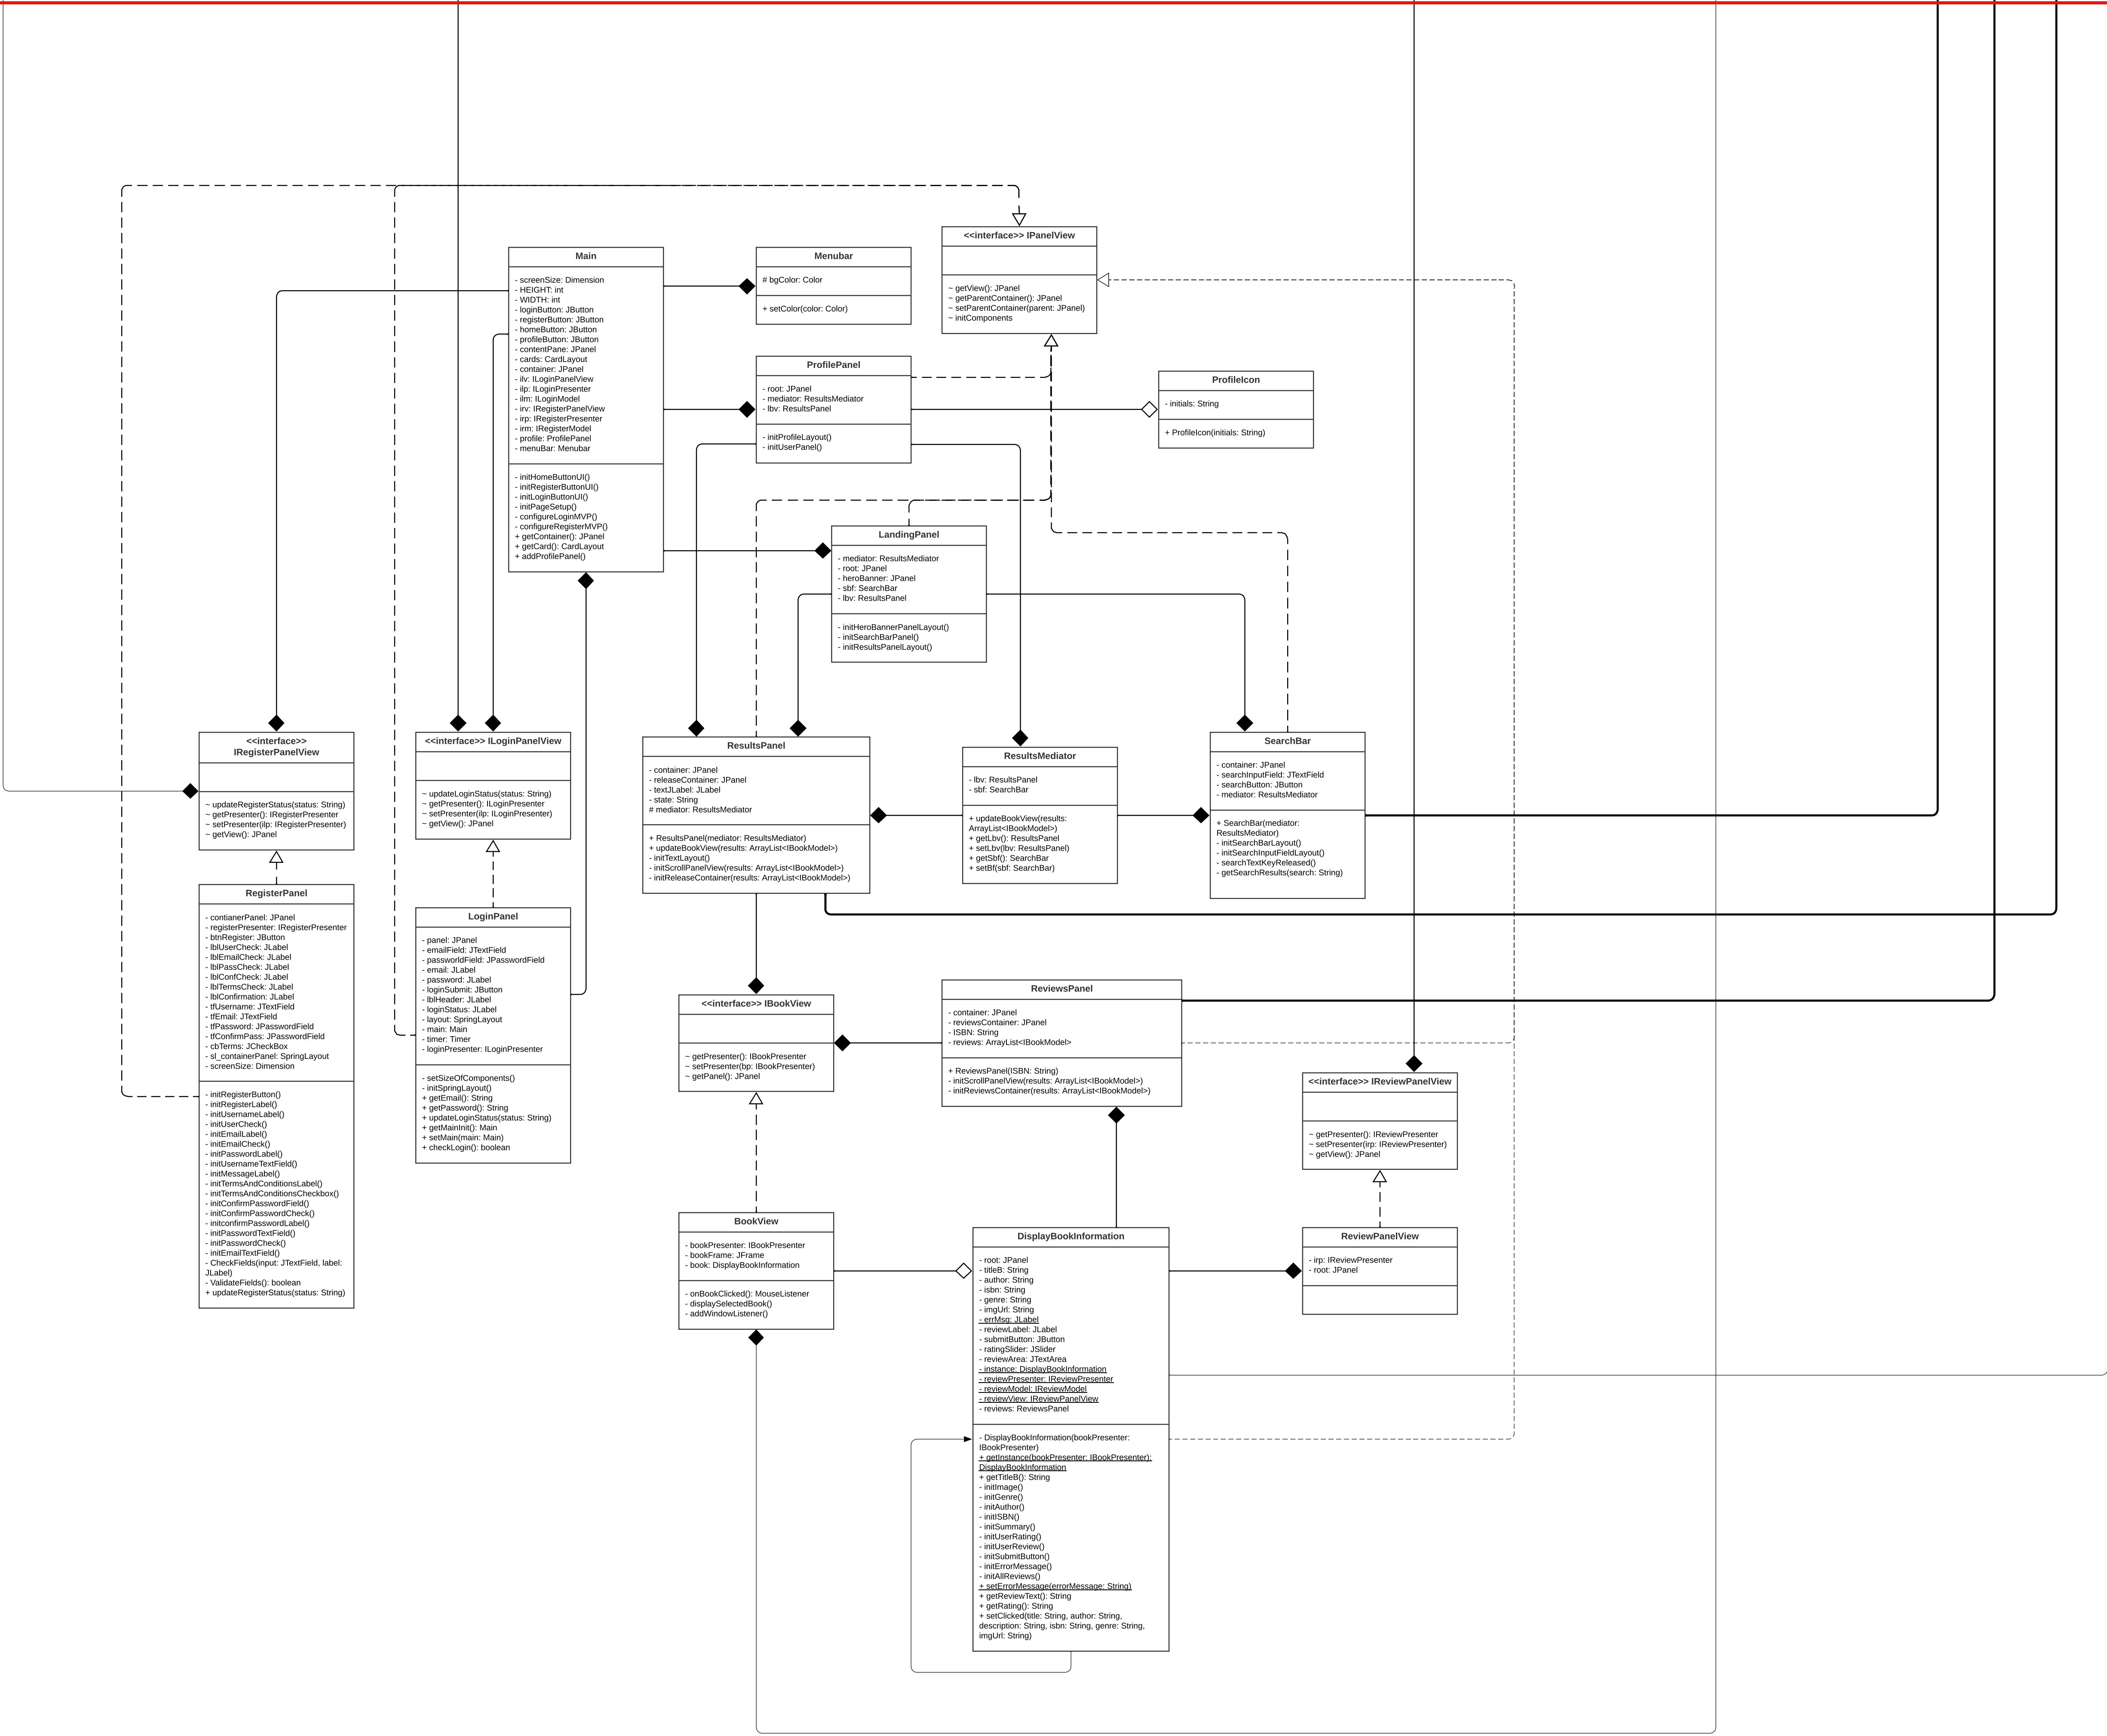 <<interface>> IPanelView
~ getView(): JPanel
~ getParentContainer(): JPanel
~ setParentContainer(parent: JPanel)
~ initComponents
Main
- screenSize: Dimension
- HEIGHT: int
- WIDTH: int
- loginButton: JButton
- registerButton: JButton
- homeButton: JButton
- profileButton: JButton
- contentPane: JPanel
- cards: CardLayout
- container: JPanel
- ilv: ILoginPanelView
- ilp: ILoginPresenter
- ilm: ILoginModel
- irv: IRegisterPanelView
- irp: IRegisterPresenter
- irm: IRegisterModel
- profile: ProfilePanel
- menuBar: Menubar
- initHomeButtonUI()
- initRegisterButtonUI()
- initLoginButtonUI()
- initPageSetup()
- configureLoginMVP()
- configureRegisterMVP()
+ getContainer(): JPanel
+ getCard(): CardLayout
+ addProfilePanel()
Menubar
# bgColor: Color
+ setColor(color: Color)
ProfilePanel
- root: JPanel
- mediator: ResultsMediator
- lbv: ResultsPanel
- initProfileLayout()
- initUserPanel()
ProfileIcon
- initials: String
+ ProfileIcon(initials: String)
LandingPanel
- mediator: ResultsMediator
- root: JPanel
- heroBanner: JPanel
- sbf: SearchBar
- lbv: ResultsPanel
- initHeroBannerPanelLayout()
- initSearchBarPanel()
- initResultsPanelLayout()
<<interface>>
IRegisterPanelView
~ updateRegisterStatus(status: String)
~ getPresenter(): IRegisterPresenter
~ setPresenter(ilp: IRegisterPresenter)
~ getView(): JPanel
<<interface>> ILoginPanelView
~ updateLoginStatus(status: String)
~ getPresenter(): ILoginPresenter
~ setPresenter(ilp: ILoginPresenter)
~ getView(): JPanel
ResultsPanel
- container: JPanel
- releaseContainer: JPanel
- textJLabel: JLabel
- state: String
# mediator: ResultsMediator
+ ResultsPanel(mediator: ResultsMediator)
+ updateBookView(results: ArrayList<IBookModel>)
- initTextLayout()
- initScrollPanelView(results: ArrayList<IBookModel>)
- initReleaseContainer(results: ArrayList<IBookModel>)
ResultsMediator
- lbv: ResultsPanel
- sbf: SearchBar
+ updateBookView(results:
ArrayList<IBookModel>)
+ getLbv(): ResultsPanel
+ setLbv(lbv: ResultsPanel)
+ getSbf(): SearchBar
+ setBf(sbf: SearchBar)
SearchBar
- container: JPanel
- searchInputField: JTextField
- searchButton: JButton
- mediator: ResultsMediator
+ SearchBar(mediator:
ResultsMediator)
- initSearchBarLayout()
- initSearchInputFieldLayout()
- searchTextKeyReleased()
- getSearchResults(search: String)
RegisterPanel
- contianerPanel: JPanel
- registerPresenter: IRegisterPresenter
- btnRegister: JButton
- lblUserCheck: JLabel
- lblEmailCheck: JLabel
- lblPassCheck: JLabel
- lblConfCheck: JLabel
- lblTermsCheck: JLabel
- lblConfirmation: JLabel
- tfUsername: JTextField
- tfEmail: JTextField
- tfPassword: JPasswordField
- tfConfirmPass: JPasswordField
- cbTerms: JCheckBox
- sl_containerPanel: SpringLayout
- screenSize: Dimension
- initRegisterButton()
- initRegisterLabel()
- initUsernameLabel()
- initUserCheck()
- initEmailLabel()
- initEmailCheck()
- initPasswordLabel()
- initUsernameTextField()
- initMessageLabel()
- initTermsAndConditionsLabel()
- initTermsAndConditionsCheckbox()
- initConfirmPasswordField()
- initConfirmPasswordCheck()
- initconfirmPasswordLabel()
- initPasswordTextField()
- initPasswordCheck()
- initEmailTextField()
- CheckFields(input: JTextField, label:
JLabel)
- ValidateFields(): boolean
+ updateRegisterStatus(status: String)
LoginPanel
- panel: JPanel
- emailField: JTextField
- passworldField: JPasswordField
- email: JLabel
- password: JLabel
- loginSubmit: JButton
- lblHeader: JLabel
- loginStatus: JLabel
- layout: SpringLayout
- main: Main
- timer: Timer
- loginPresenter: ILoginPresenter
- setSizeOfComponents()
- initSpringLayout()
+ getEmail(): String
+ getPassword(): String
+ updateLoginStatus(status: String)
+ getMainInit(): Main
+ setMain(main: Main)
+ checkLogin(): boolean
<<interface>> IBookView
~ getPresenter(): IBookPresenter
~ setPresenter(bp: IBookPresenter)
~ getPanel(): JPanel
ReviewsPanel
- container: JPanel
- reviewsContainer: JPanel
- ISBN: String
- reviews: ArrayList<IBookModel>
+ ReviewsPanel(ISBN: String)
- initScrollPanelView(results: ArrayList<IBookModel>)
- initReviewsContainer(results: ArrayList<IBookModel>)
<<interface>> IReviewPanelView
~ getPresenter(): IReviewPresenter
~ setPresenter(irp: IReviewPresenter)
~ getView(): JPanel
BookView
- bookPresenter: IBookPresenter
- bookFrame: JFrame
- book: DisplayBookInformation
- onBookClicked(): MouseListener
- displaySelectedBook()
- addWindowListener()
DisplayBookInformation
- root: JPanel
- titleB: String
- author: String
- isbn: String
- genre: String
- imgUrl: String
- errMsg: JLabel
- reviewLabel: JLabel
- submitButton: JButton
- ratingSlider: JSlider
- reviewArea: JTextArea
- instance: DisplayBookInformation
- reviewPresenter: IReviewPresenter
- reviewModel: IReviewModel
- reviewView: IReviewPanelView
- reviews: ReviewsPanel
- DisplayBookInformation(bookPresenter:
IBookPresenter)
+ getInstance(bookPresenter: IBookPresenter):
DisplayBookInformation
+ getTitleB(): String
- initImage()
- initGenre()
- initAuthor()
- initISBN()
- initSummary()
- initUserRating()
- initUserReview()
- initSubmitButton()
- initErrorMessage()
- initAllReviews()
+ setErrorMessage(errorMessage: String)
+ getReviewText(): String
+ getRating(): String
+ setClicked(title: String, author: String,
description: String, isbn: String, genre: String,
imgUrl: String)
ReviewPanelView
- irp: IReviewPresenter
- root: JPanel